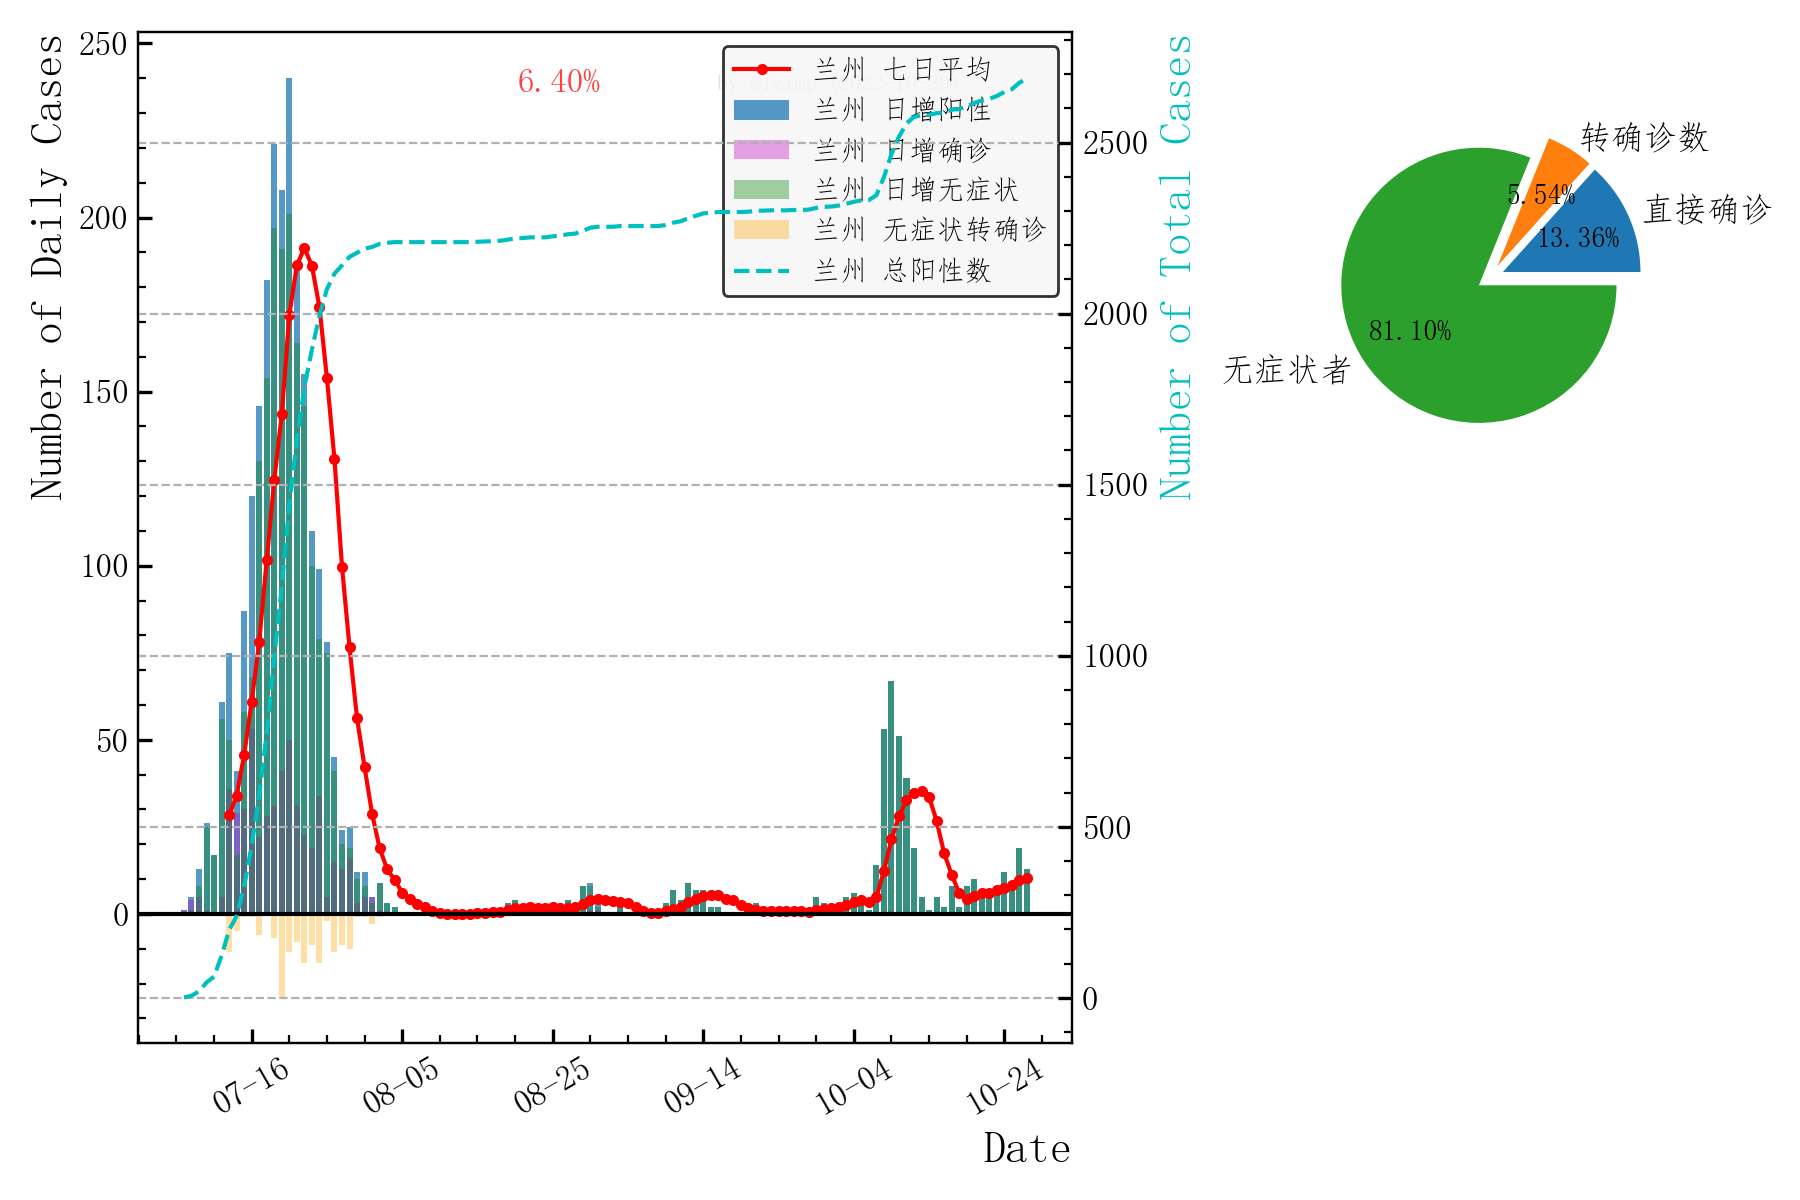 Number of Daily Cases
250
200
150
100
50
0
6.40%
兰州 七日平均
兰州 日增阳性
兰州 日增确诊
兰州 日增无症状
兰州 无症状转确诊
兰州 总阳性数
2500
2000
1500
1000
500
0
Number of Total Cases
07-16
08-05
08-25
09-14
10-04
10-24
Date
转确诊数
5.54%
直接确诊
13.36%
81.10%
无症状者